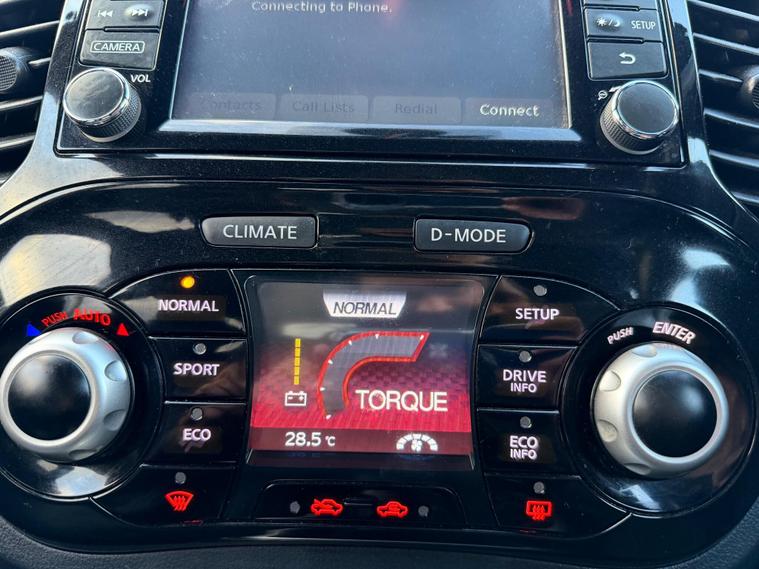 Connecting to Phone.
CAMERA
SETUP
VOL
Contacts Call Lists Redial Connect
CLIMATE D-MODE
PUSH AUTO
NORMAL
SPORT
ECO
NORMAL
TORQUE
28.5 °C
SETUP
DRIVE
INFO
ECO
INFO
PUSH ENTER